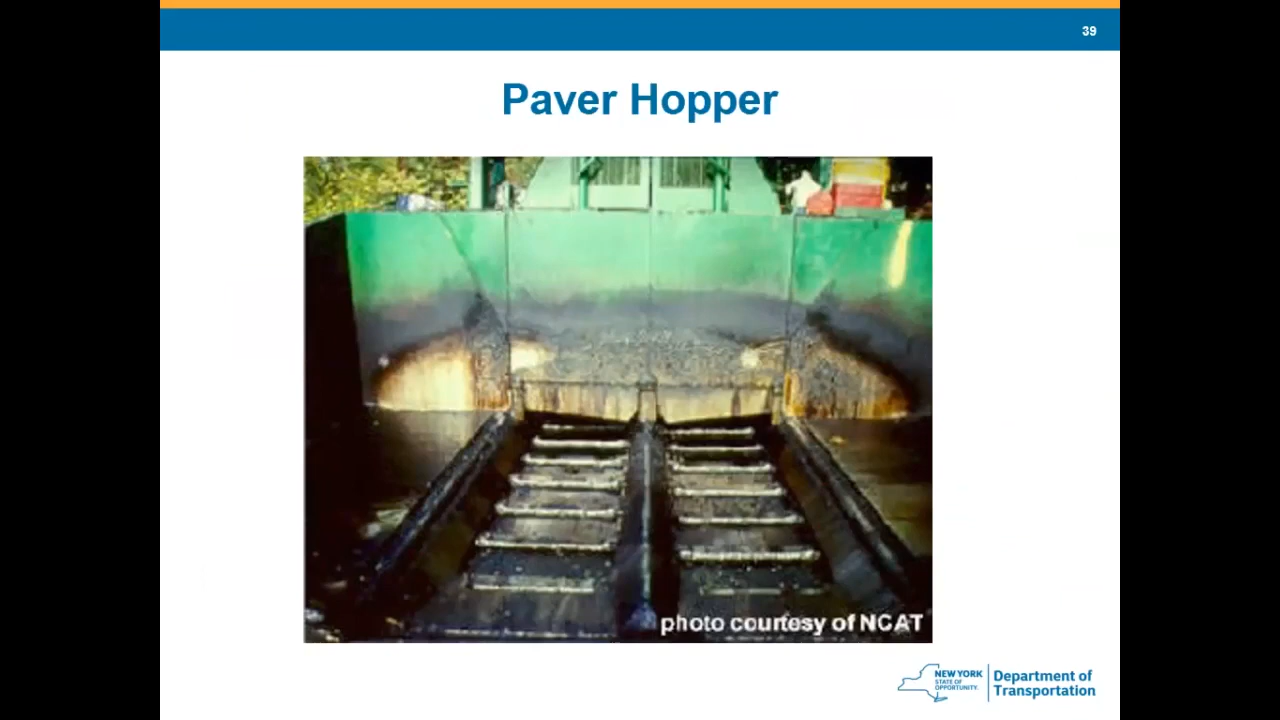 39
Paver Hopper
photo courtesy of NCAT
NEW YORK
STATE OF
OPPORTUNITY.
Department of
Transportation